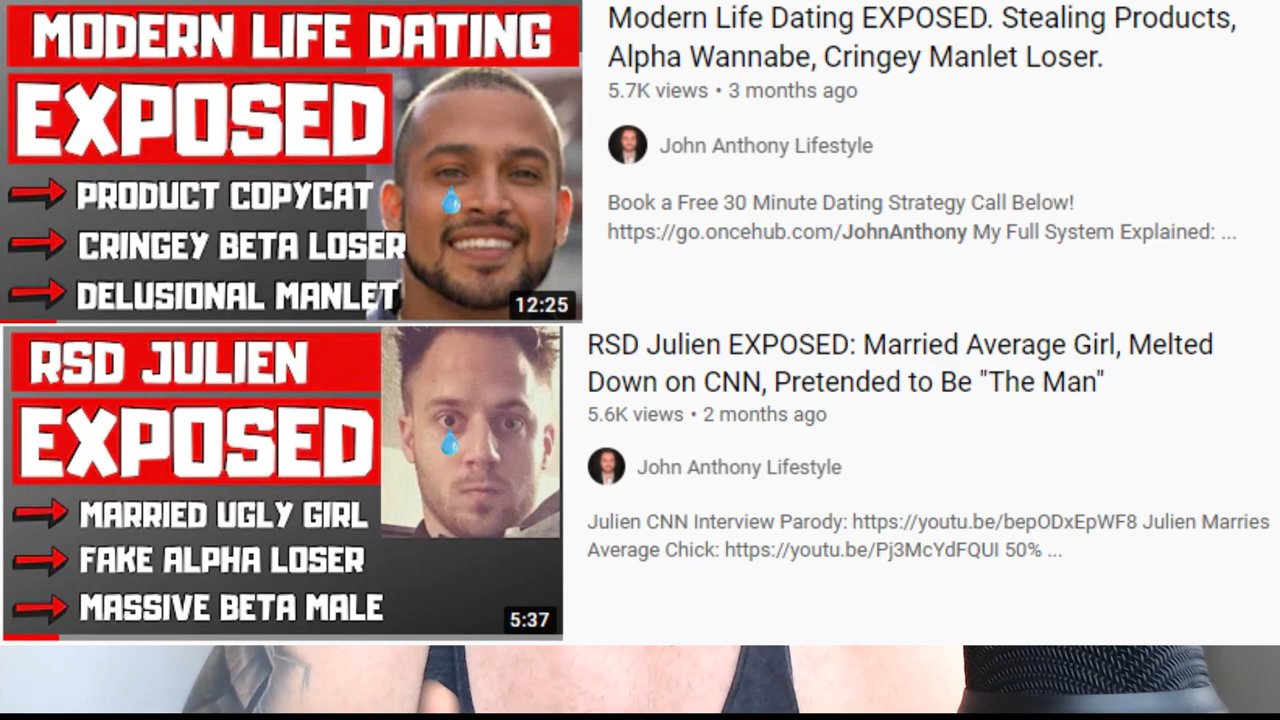 MODERN LIFE DATING
EXPOSED
PRODUCT COPYCAT
CRINGEY BETA LOSER
DELUSIONAL MANLET
12:25
Modern Life Dating EXPOSED. Stealing Products,
Alpha Wannabe, Cringey Manlet Loser.
5.7K views • 3 months ago
John Anthony Lifestyle
Book a Free 30 Minute Dating Strategy Call Below!
https://go.oncehub.com/JohnAnthony My Full System Explained: ...
RSD JULIEN
EXPOSED
MARRIED UGLY GIRL
FAKE ALPHA LOSER
MASSIVE BETA MALE
5:37
RSD Julien EXPOSED: Married Average Girl, Melted
Down on CNN, Pretended to Be "The Man"
5.6K views • 2 months ago
John Anthony Lifestyle
Julien CNN Interview Parody: https://youtu.be/bepODxEpWF8 Julien Marries
Average Chick: https://youtu.be/Pj3McYdFQUI 50% ...